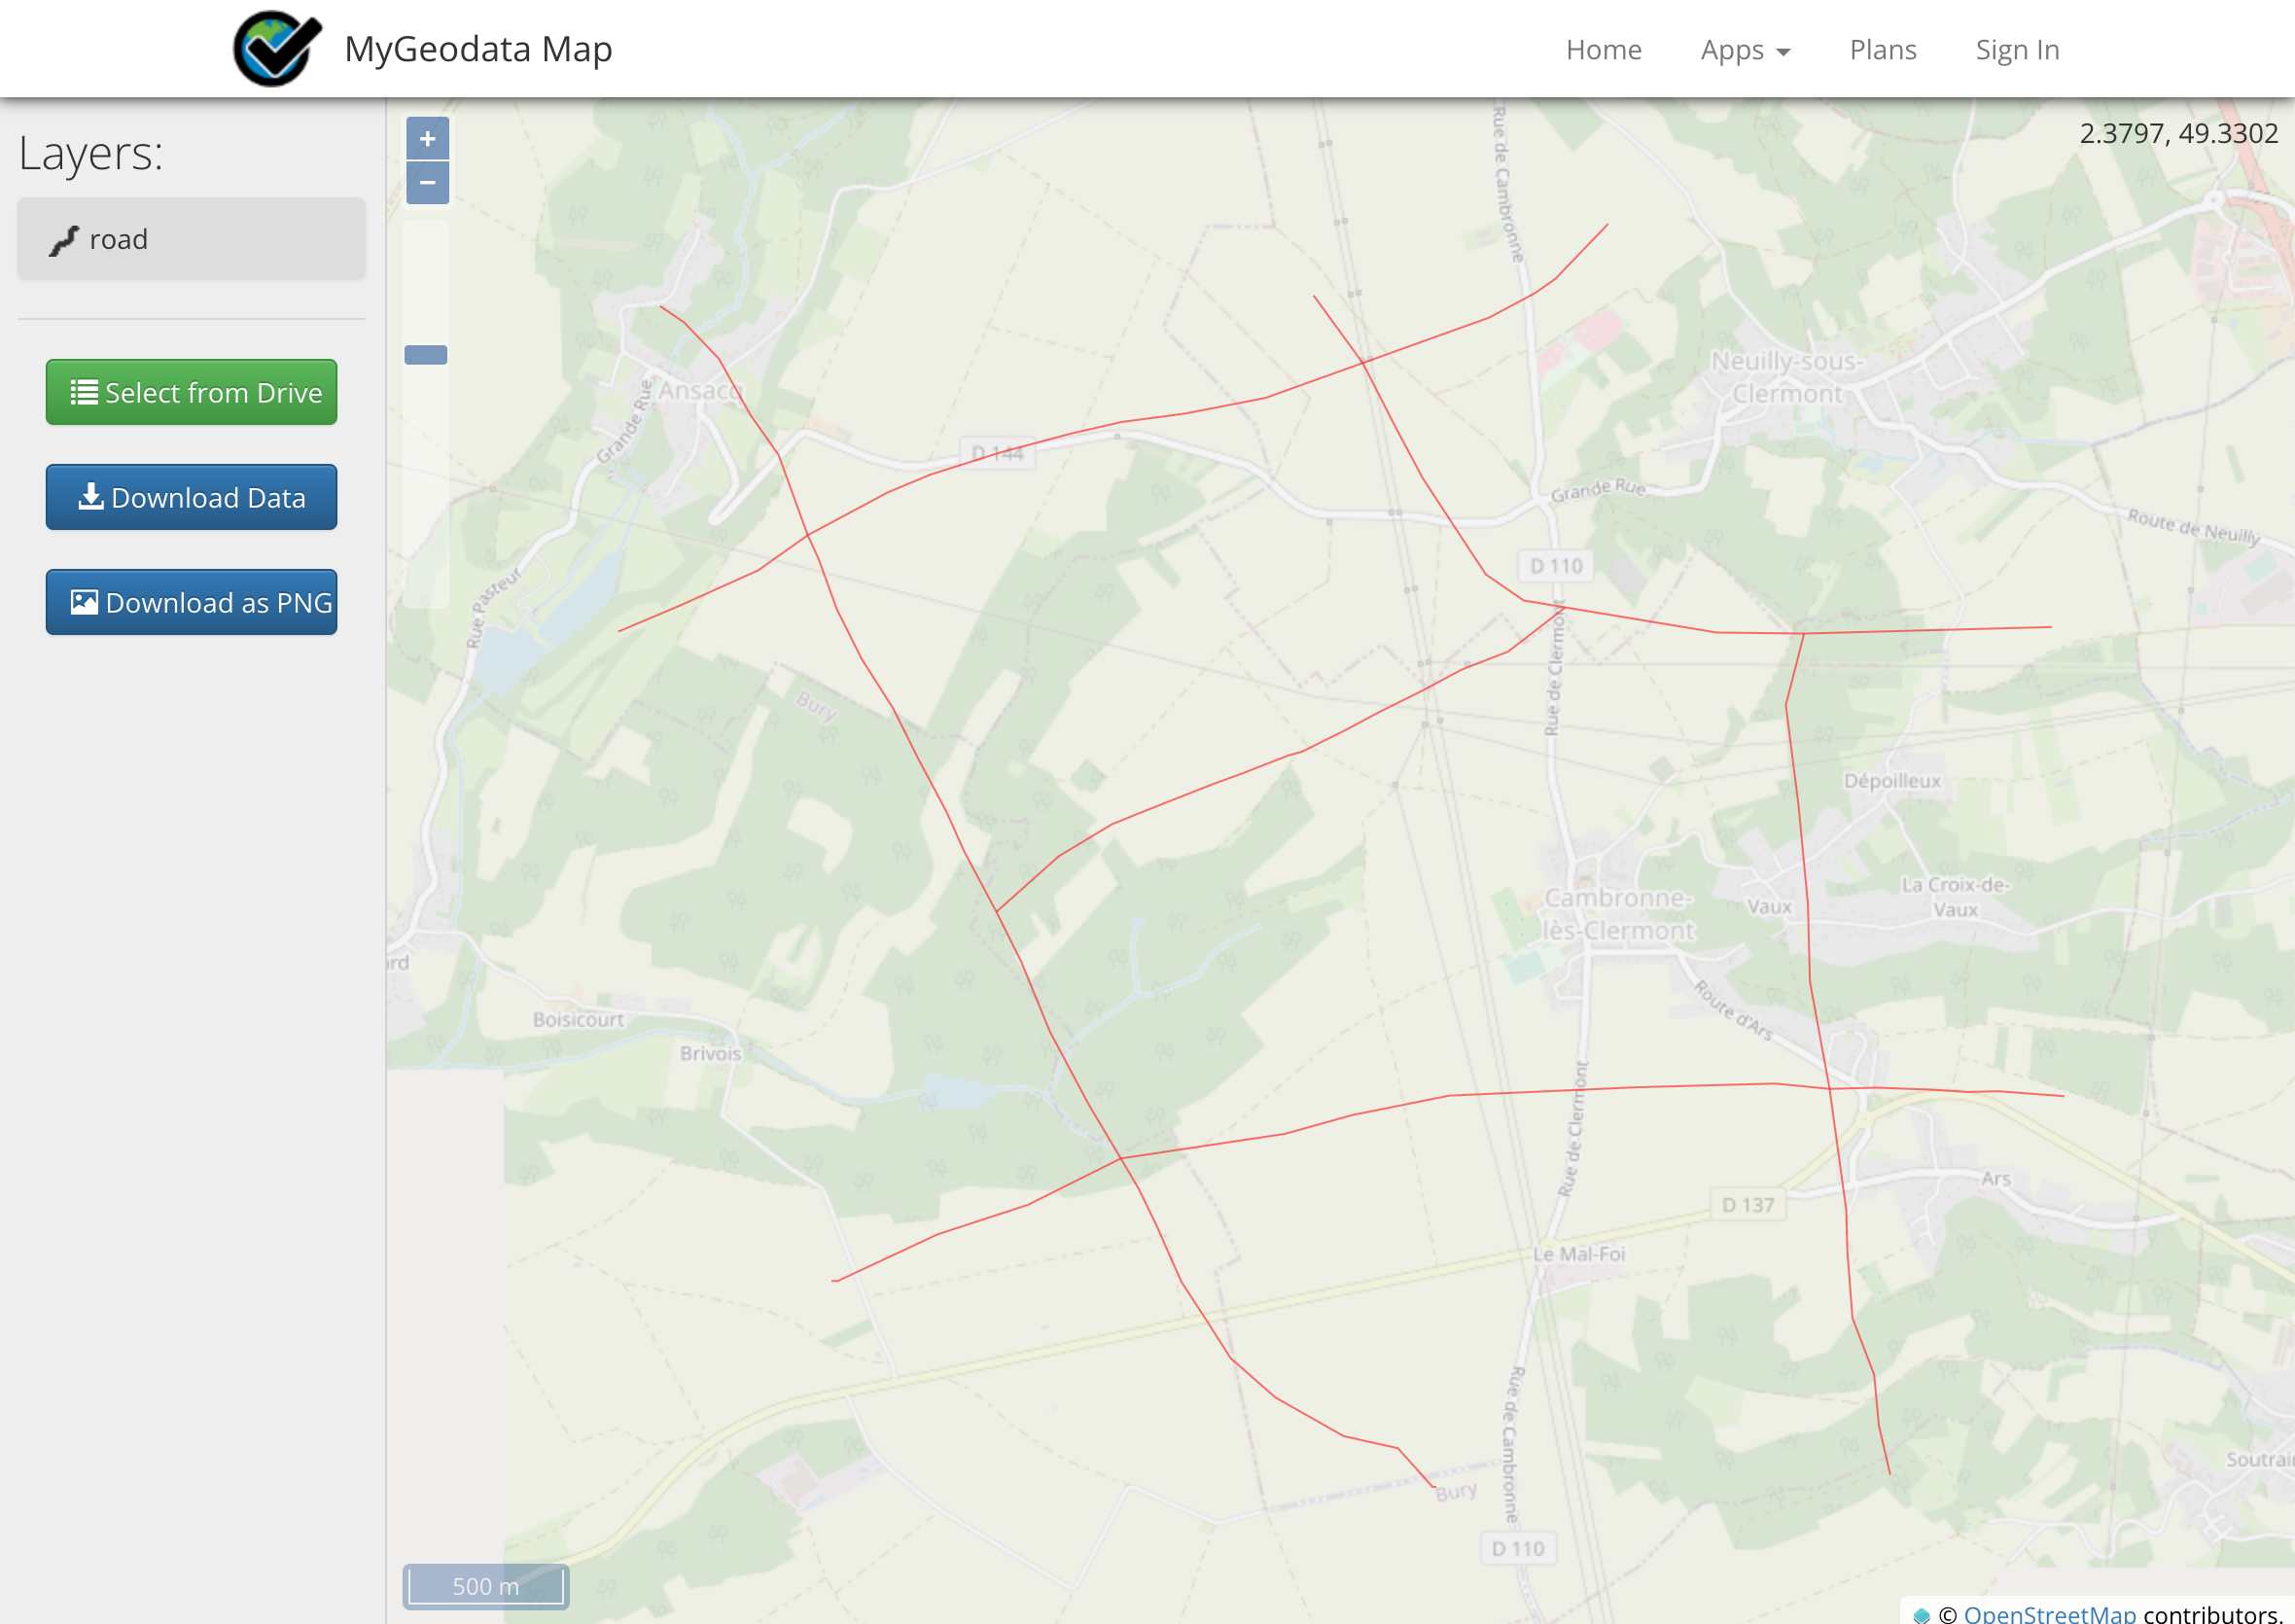 MyGeodata Map
Home
Apps
Plans
Sign In
Layers:
road
Select from Drive
Download Data
Download as PNG
+
−
2.3797, 49.3302
Rue de Cambronne
Neuilly-sous-
Clermont
Ansacq
Grande Rue
D 144
Grande Rue
Route de Neuilly
D 110
Rue Pasteur
Rue de Clermont
Bury
Dépoilleux
Cambronne-
lès-Clermont
Vaux
La Croix-de-
Vaux
ard
Boisicourt
Brivois
Route d'Ars
Rue de Clermont
Ars
D 137
Le Mal-Foi
Rue de Cambronne
Bury
Soutrain
D 110
500 m
© OpenStreetMap contributors.